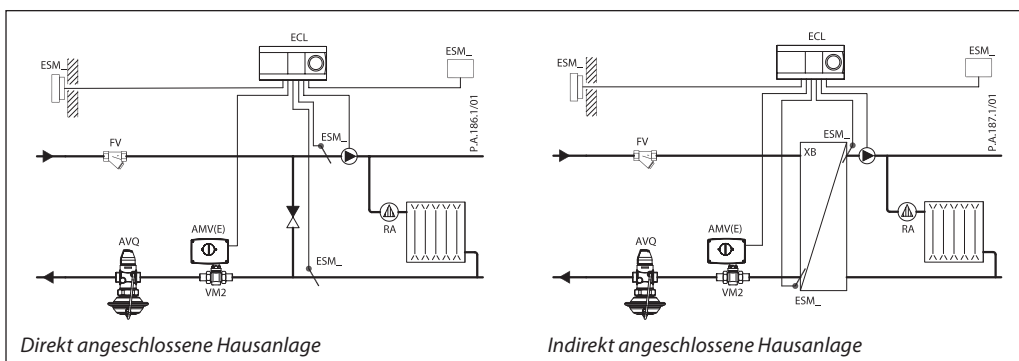 ECL
ESM_
ESM_
P.A.186.1/01
ESM_
FV
RA
AMV(E)
AVQ
ESM_
VM2
Direkt angeschlossene Hausanlage
ECL
ESM_
ESM_
P.A.187.1/01
ESM_
FV
XB
RA
AMV(E)
AVQ
VM2
ESM_
Indirekt angeschlossene Hausanlage